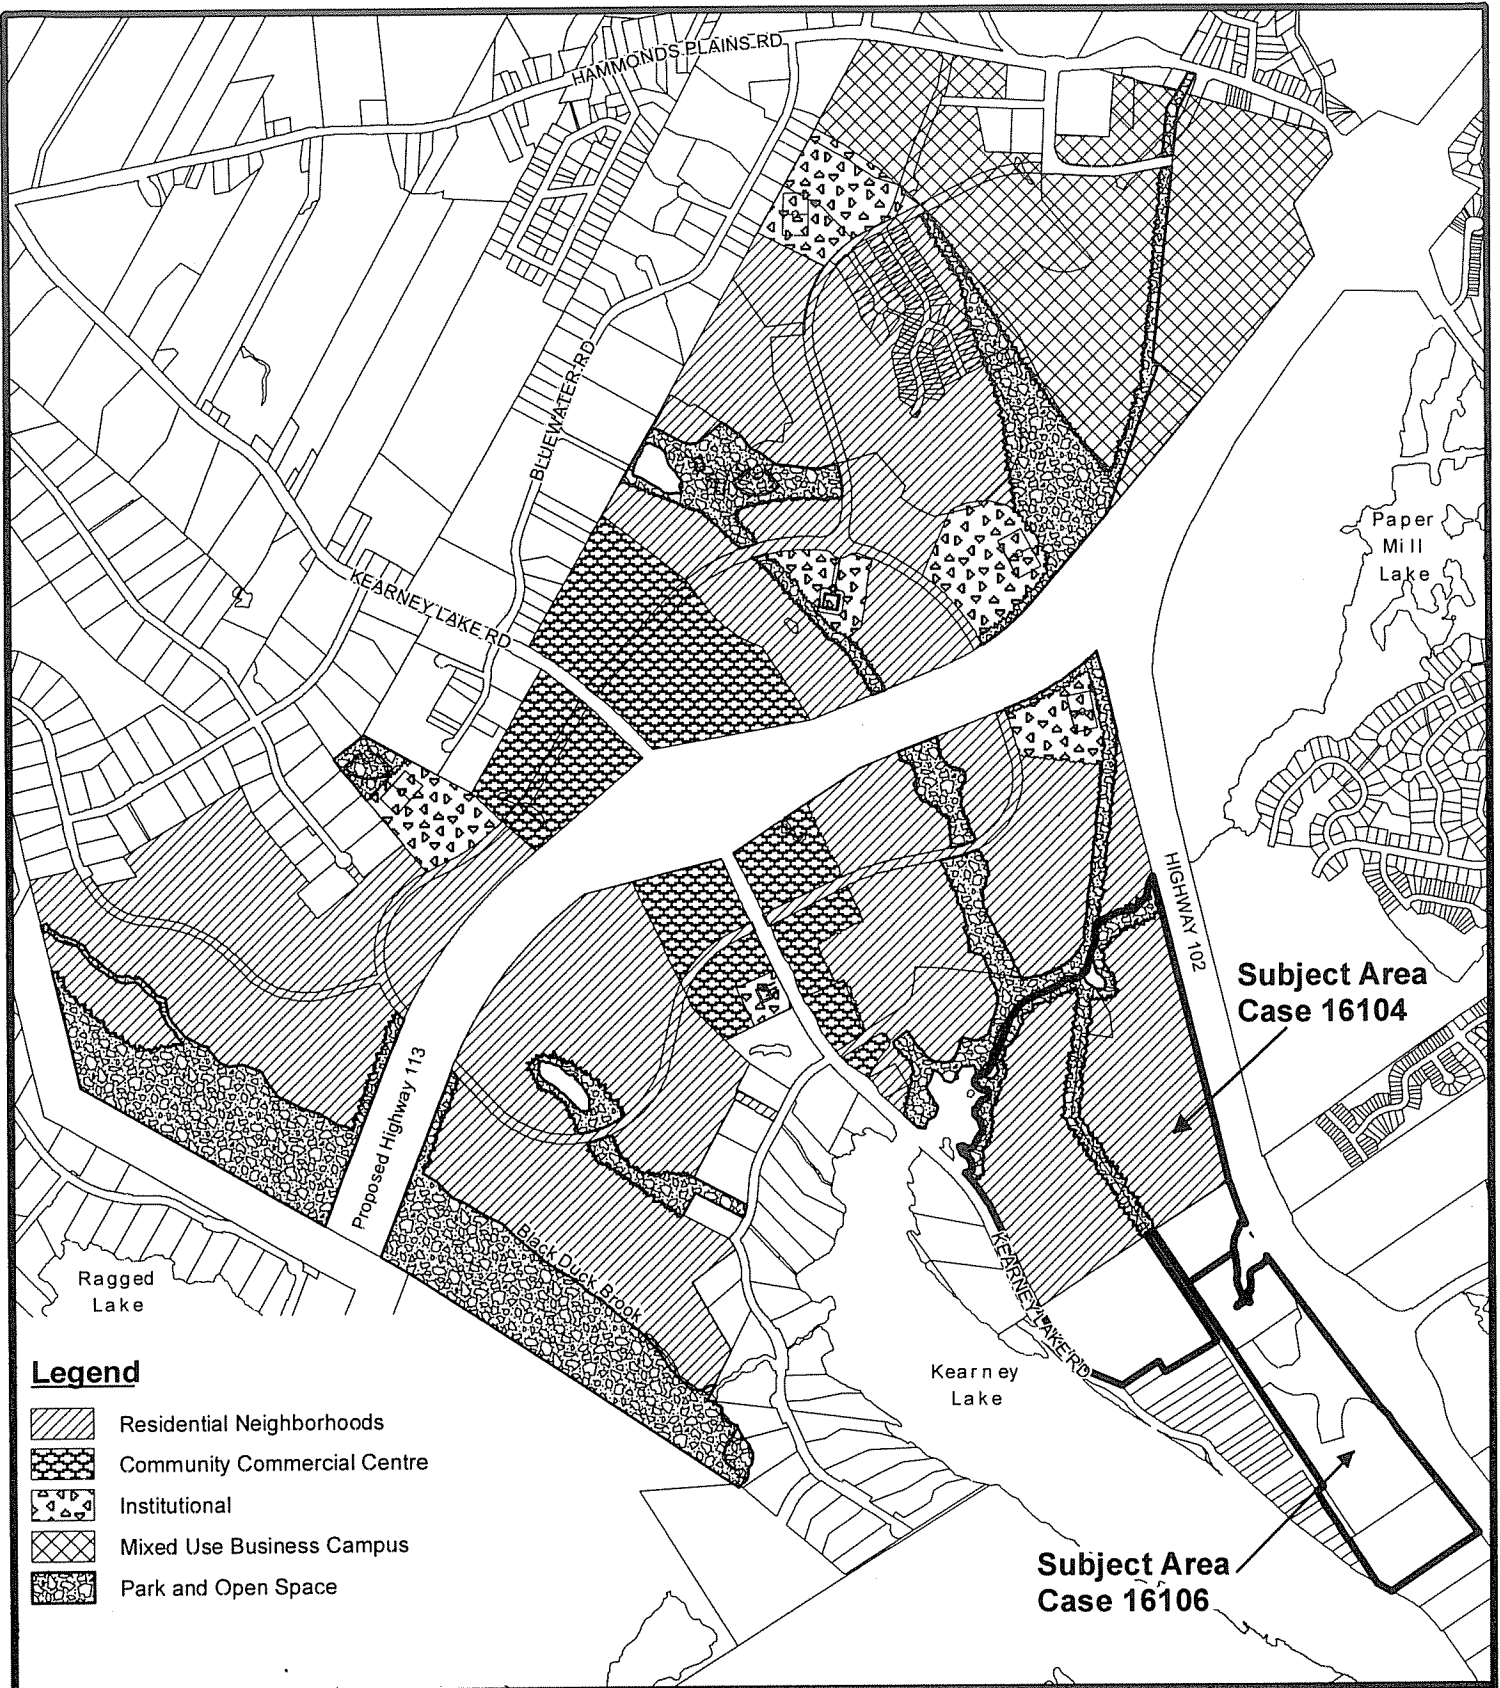 HAMMONDS PLAINS RD
BLUEWATER RD
Paper
Mill
Lake
KEARNEY LAKE RD
HIGHWAY 102
Subject Area
Case 16104
Proposed Highway 113
Black Duck Brook
KEARNEY LAKE RD
Ragged
Lake
Kearney
Lake
Legend
Residential Neighborhoods
Community Commercial Centre
Institutional
Mixed Use Business Campus
Park and Open Space
Subject Area
Case 16106